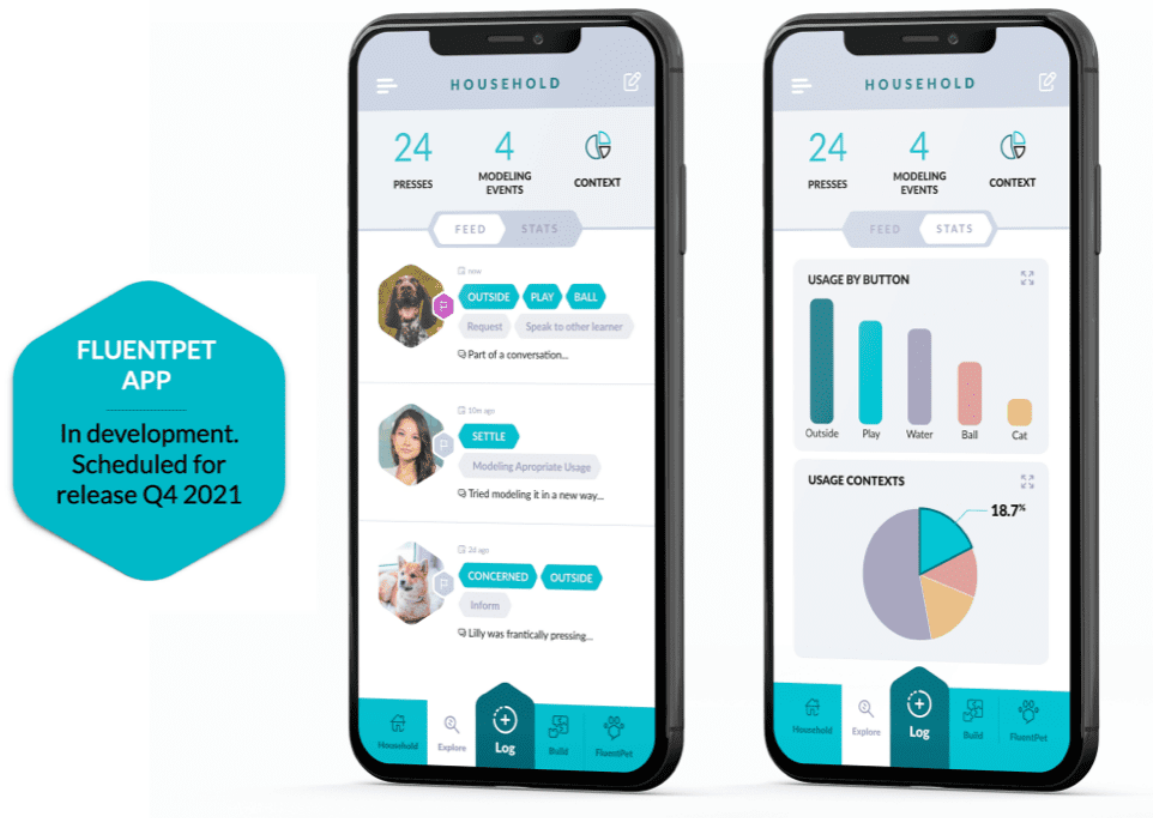 FLUENTPET
APP
In development.
Scheduled for
release Q4 2021
HOUSEHOLD
24
4
PRESSES
MODELING
EVENTS
CONTEXT
FEED
STATS
now
OUTSIDE
PLAY
BALL
Request
Speak to other learner
Part of a conversation...
10m ago
SETTLE
Modeling Apropriate Usage
Tried modeling it in a new way...
2d ago
CONCERNED
OUTSIDE
Inform
Lilly was frantically pressing...
Household
Explore
Log
Build
FluentPet
HOUSEHOLD
24
4
PRESSES
MODELING
EVENTS
CONTEXT
FEED
STATS
USAGE BY BUTTON
Outside
Play
Water
Ball
Cat
USAGE CONTEXTS
18.7%
Household
Explore
Log
Build
FluentPet